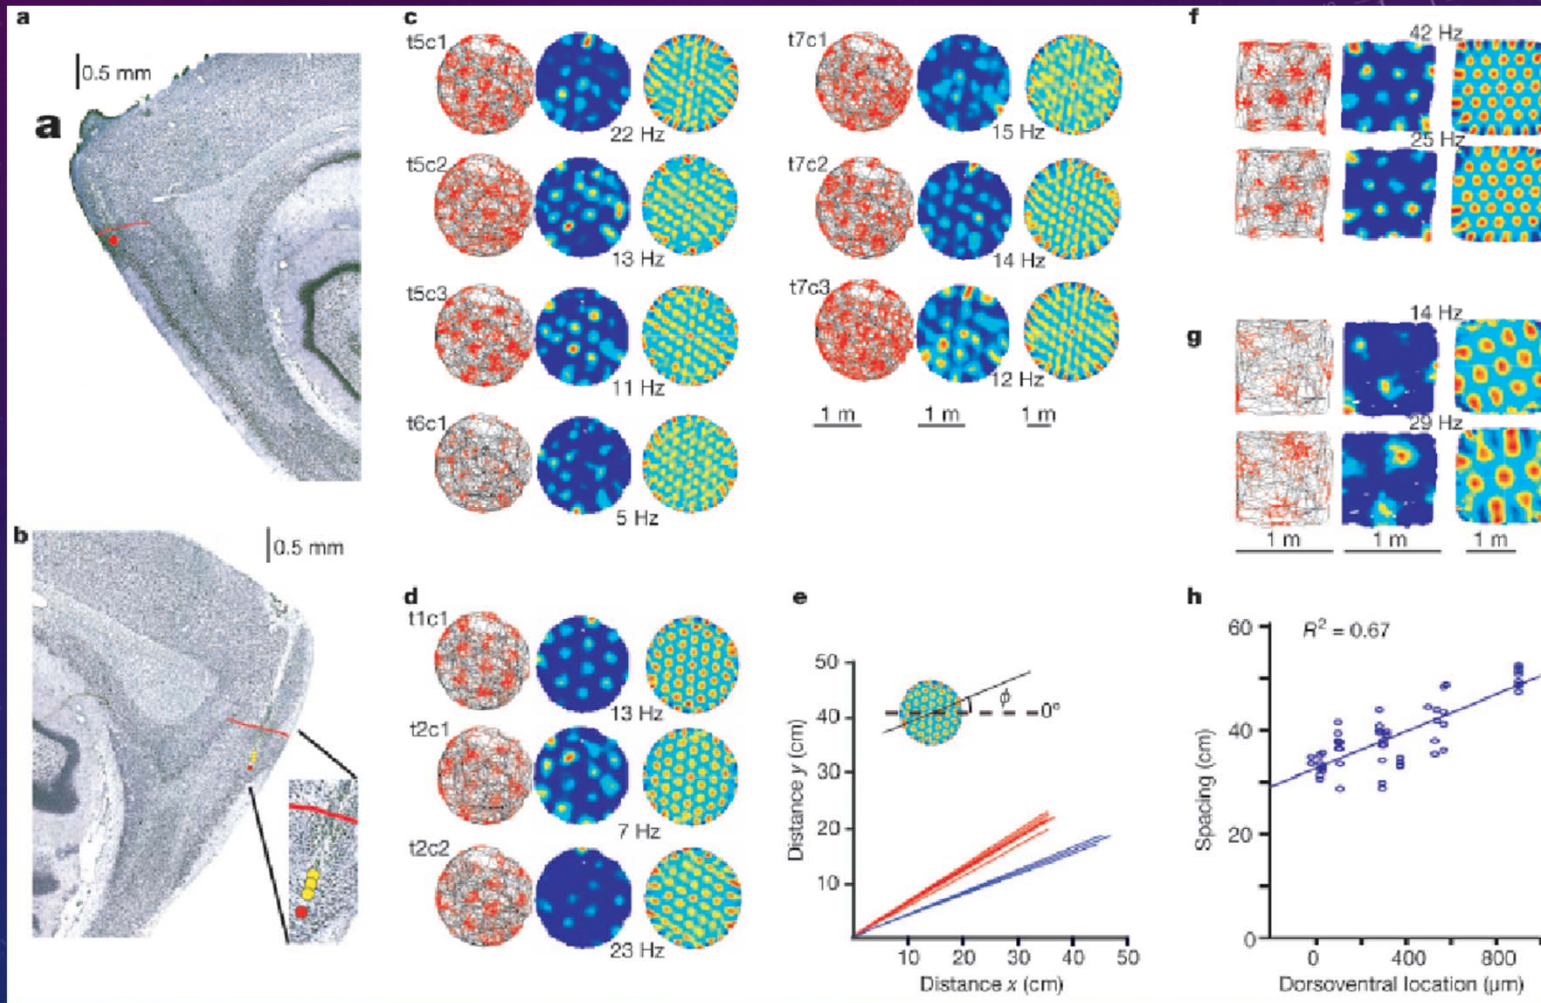 a
0.5 mm
a
b
0.5 mm
c
t5c1
22 Hz
t5c2
13 Hz
t5c3
11 Hz
t6c1
5 Hz
t7c1
15 Hz
t7c2
14 Hz
t7c3
12 Hz
1 m
1 m
1 m
d
t1c1
13 Hz
t2c1
7 Hz
t2c2
23 Hz
e
50
40
30
20
10
Distance y (cm)
ϕ
0°
10 20 30 40 50
Distance x (cm)
f
42 Hz
25 Hz
g
14 Hz
29 Hz
1 m
1 m
1 m
h
R² = 0.67
60
40
20
0
Spacing (cm)
0 400 800
Dorsoventral location (µm)